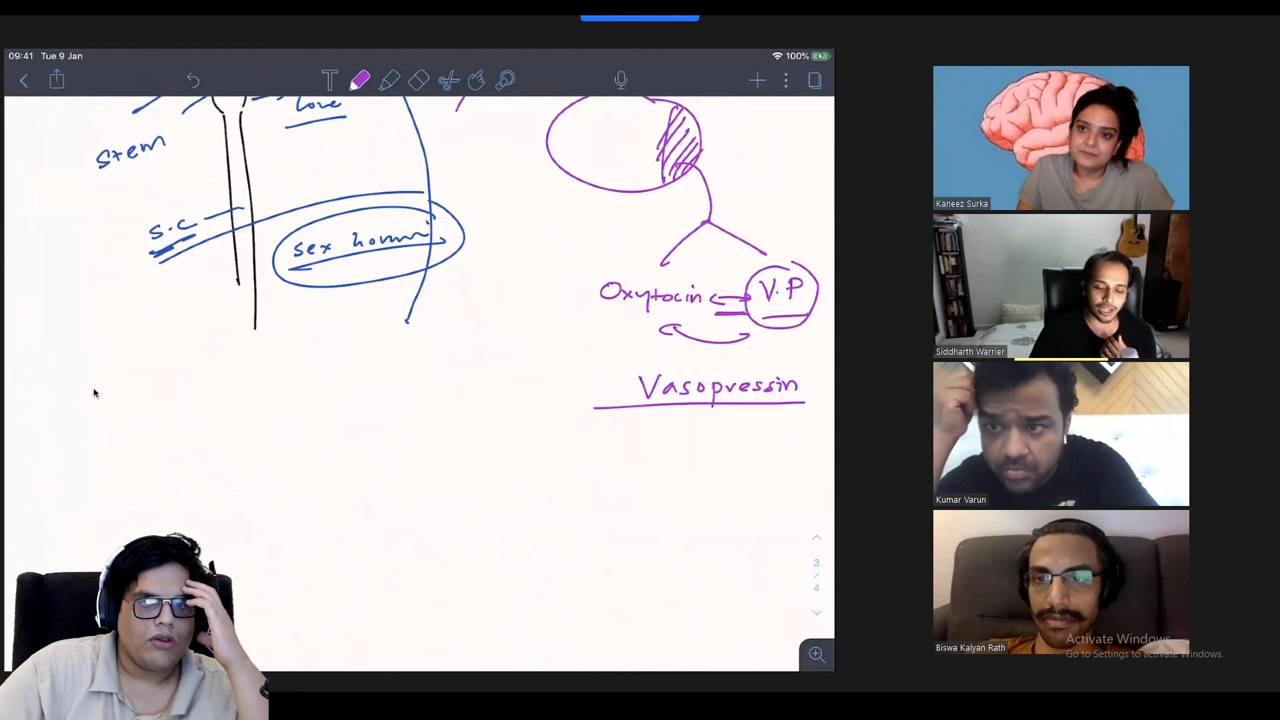 09:41 Tue 9 Jan
100%
T
Love
Stem
S.C
sex
Oxytocin
V.P
Vasopressin
3
4
Kaneez Surka
Siddharth Warrier
Kumar Varun
Biswa Kalyan Rath
Activate Windows
Go to Settings to activate Windows.